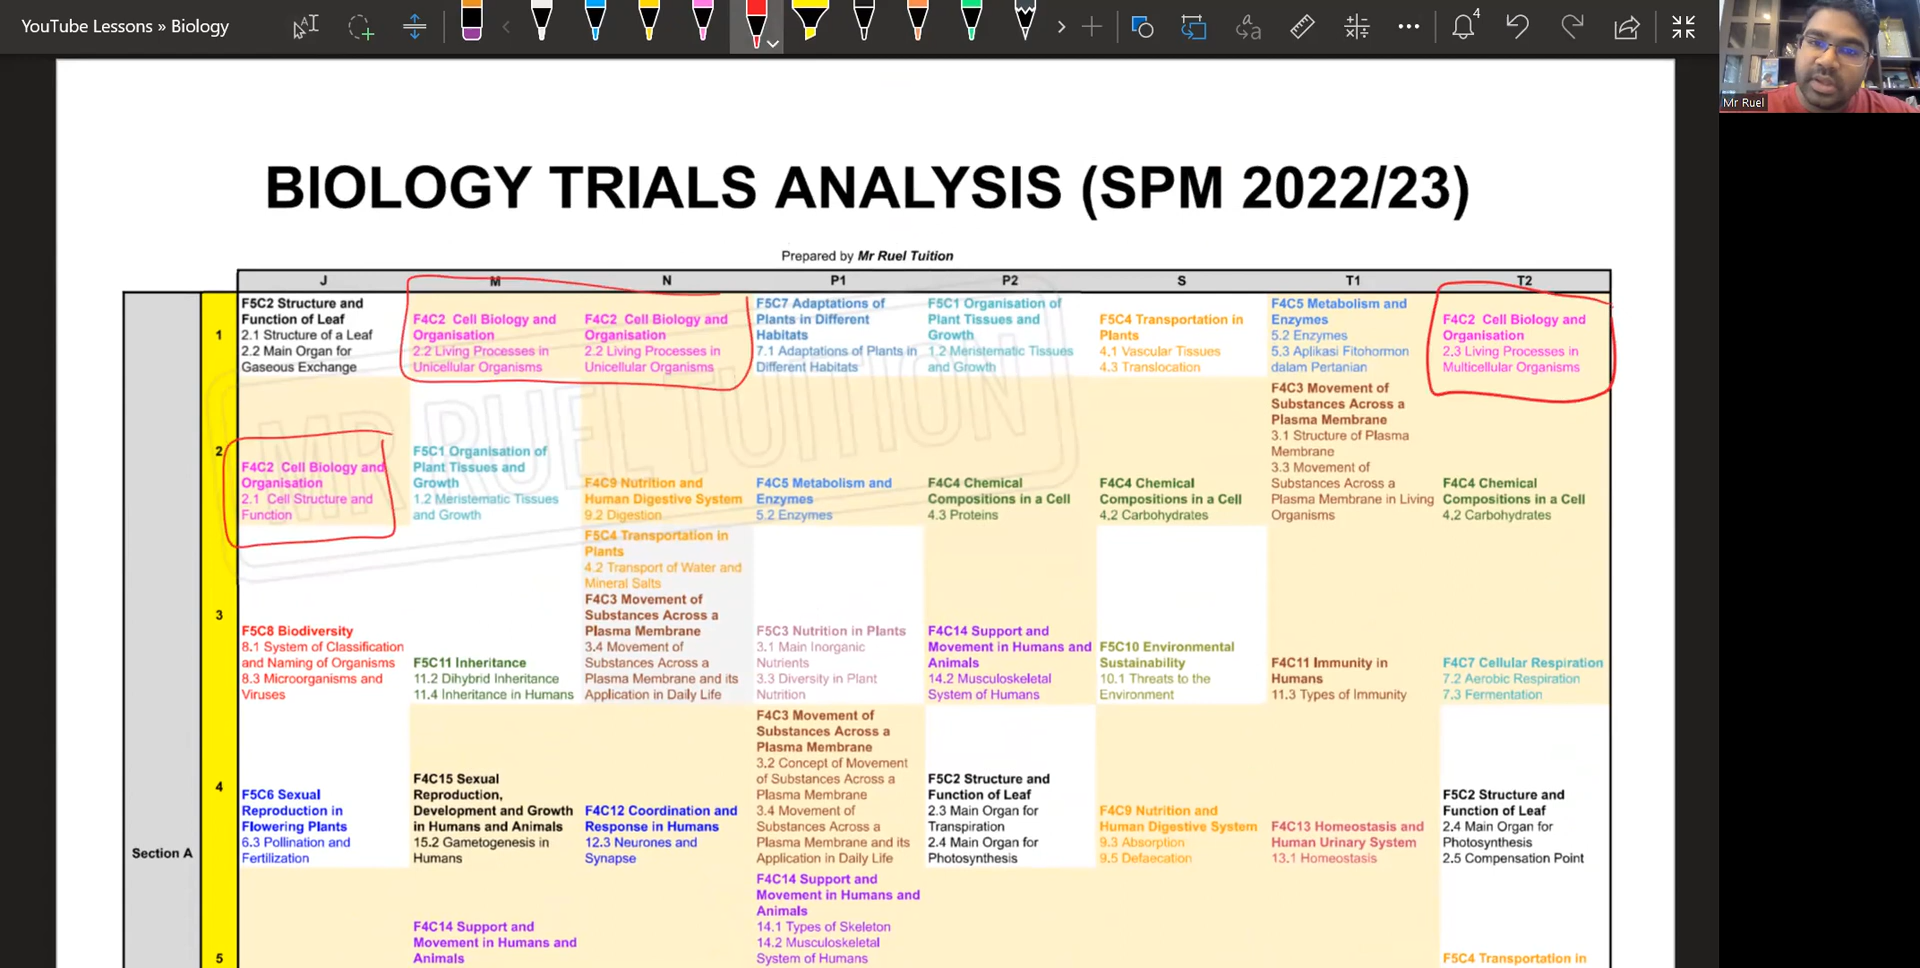 YouTube Lessons » Biology
4
Mr Ruel
BIOLOGY TRIALS ANALYSIS (SPM 2022/23)
Prepared by Mr Ruel Tuition
J M N P1 P2 S T1 T2
Section A
1
F5C2 Structure and
Function of Leaf
2.1 Structure of a Leaf
2.2 Main Organ for
Gaseous Exchange
F4C2 Cell Biology and
Organisation
2.2 Living Processes in
Unicellular Organisms
F4C2 Cell Biology and
Organisation
2.2 Living Processes in
Unicellular Organisms
F5C7 Adaptations of
Plants in Different
Habitats
7.1 Adaptations of Plants in
Different Habitats
F5C1 Organisation of
Plant Tissues and
Growth
1.2 Meristematic Tissues
and Growth
F5C4 Transportation in
Plants
4.1 Vascular Tissues
4.3 Translocation
F4C5 Metabolism and
Enzymes
5.2 Enzymes
5.3 Aplikasi Fitohormon
dalam Pertanian
F4C2 Cell Biology and
Organisation
2.3 Living Processes in
Multicellular Organisms
2
F4C2 Cell Biology and
Organisation
2.1 Cell Structure and
Function
F5C1 Organisation of
Plant Tissues and
Growth
1.2 Meristematic Tissues
and Growth
F4C9 Nutrition and
Human Digestive System
9.2 Digestion
F4C5 Metabolism and
Enzymes
5.2 Enzymes
F4C4 Chemical
Compositions in a Cell
4.3 Proteins
F4C4 Chemical
Compositions in a Cell
4.2 Carbohydrates
F4C3 Movement of
Substances Across a
Plasma Membrane
3.1 Structure of Plasma
Membrane
3.3 Movement of
Substances Across a
Plasma Membrane in Living
Organisms
F4C4 Chemical
Compositions in a Cell
4.2 Carbohydrates
3
F5C8 Biodiversity
8.1 System of Classification
and Naming of Organisms
8.3 Microorganisms and
Viruses
F5C11 Inheritance
11.2 Dihybrid Inheritance
11.4 Inheritance in Humans
F5C4 Transportation in
Plants
4.2 Transport of Water and
Mineral Salts
F4C3 Movement of
Substances Across a
Plasma Membrane
3.4 Movement of
Substances Across a
Plasma Membrane and its
Application in Daily Life
F5C3 Nutrition in Plants
3.1 Main Inorganic
Nutrients
3.3 Diversity in Plant
Nutrition
F4C14 Support and
Movement in Humans and
Animals
14.2 Musculoskeletal
System of Humans
F5C10 Environmental
Sustainability
10.1 Threats to the
Environment
F4C11 Immunity in
Humans
11.3 Types of Immunity
F4C7 Cellular Respiration
7.2 Aerobic Respiration
7.3 Fermentation
4
F5C6 Sexual
Reproduction in
Flowering Plants
6.3 Pollination and
Fertilization
F4C15 Sexual
Reproduction,
Development and Growth
in Humans and Animals
15.2 Gametogenesis in
Humans
F4C12 Coordination and
Response in Humans
12.3 Neurones and
Synapse
F4C3 Movement of
Substances Across a
Plasma Membrane
3.2 Concept of Movement
of Substances Across a
Plasma Membrane
3.4 Movement of
Substances Across a
Plasma Membrane and its
Application in Daily Life
F5C2 Structure and
Function of Leaf
2.3 Main Organ for
Transpiration
2.4 Main Organ for
Photosynthesis
F4C9 Nutrition and
Human Digestive System
9.3 Absorption
9.5 Defaecation
F4C13 Homeostasis and
Human Urinary System
13.1 Homeostasis
F5C2 Structure and
Function of Leaf
2.4 Main Organ for
Photosynthesis
2.5 Compensation Point
5
F4C14 Support and
Movement in Humans and
Animals
F4C14 Support and
Movement in Humans and
Animals
14.1 Types of Skeleton
14.2 Musculoskeletal
System of Humans
F5C4 Transportation in
MR RUEL TUITION